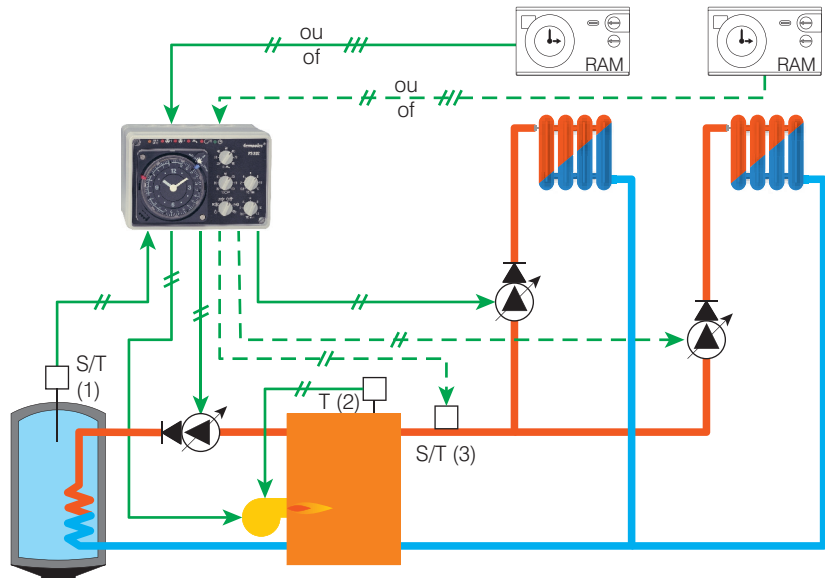 ou
of
RAM
RAM
ou
of
S/T
(1)
T (2)
S/T (3)